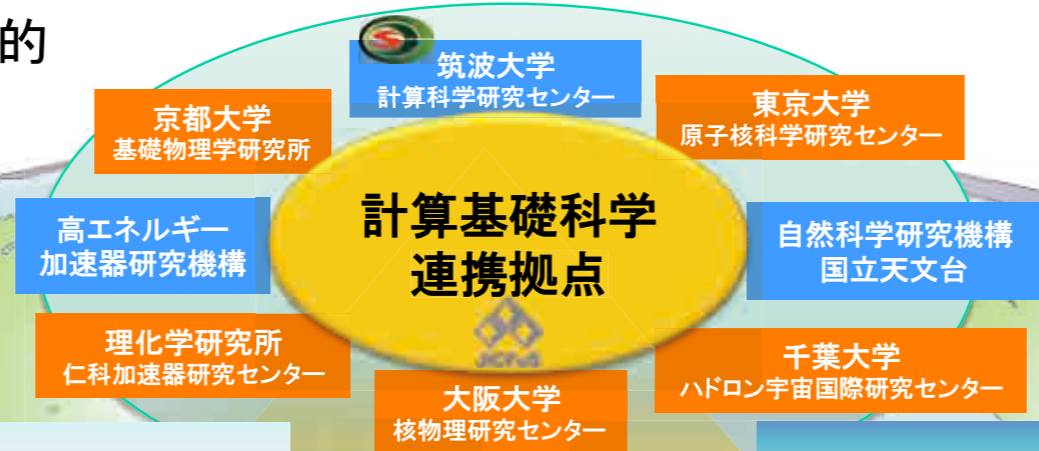 的
筑波大学
計算科学研究センター
京都大学
基礎物理学研究所
東京大学
原子核科学研究センター
高エネルギー
加速器研究機構
計算基礎科学
連携拠点
自然科学研究機構
国立天文台
理化学研究所
仁科加速器研究センター
千葉大学
ハドロン宇宙国際研究センター
大阪大学
核物理研究センター